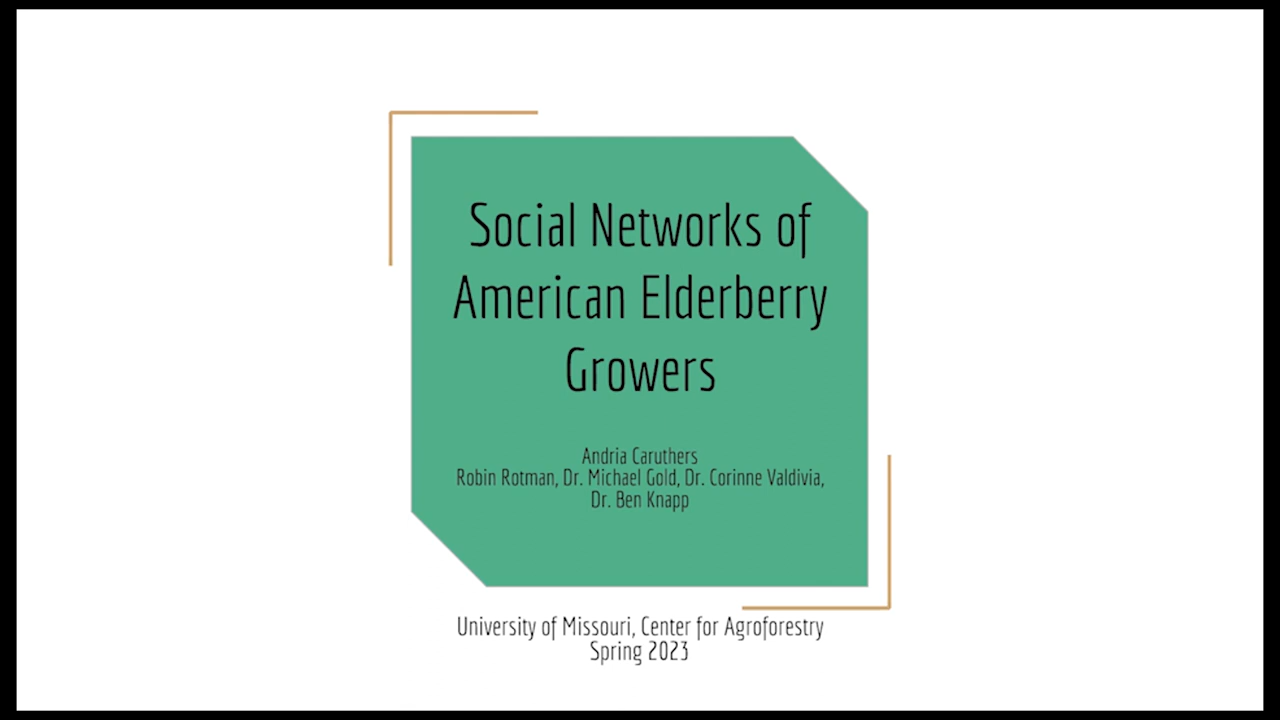 Social Networks of
American Elderberry
Growers
Andria Caruthers
Robin Rotman, Dr. Michael Gold, Dr. Corinne Valdivia,
Dr. Ben Knapp
University of Missouri, Center for Agroforestry
Spring 2023